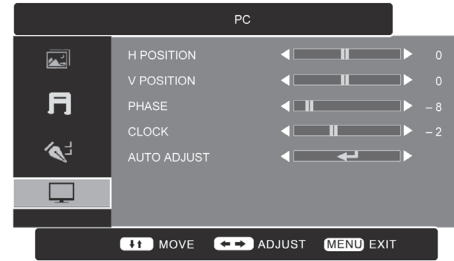 PC
H POSITION 0
V POSITION 0
PHASE – 8
CLOCK – 2
AUTO ADJUST
MOVE ADJUST MENU EXIT